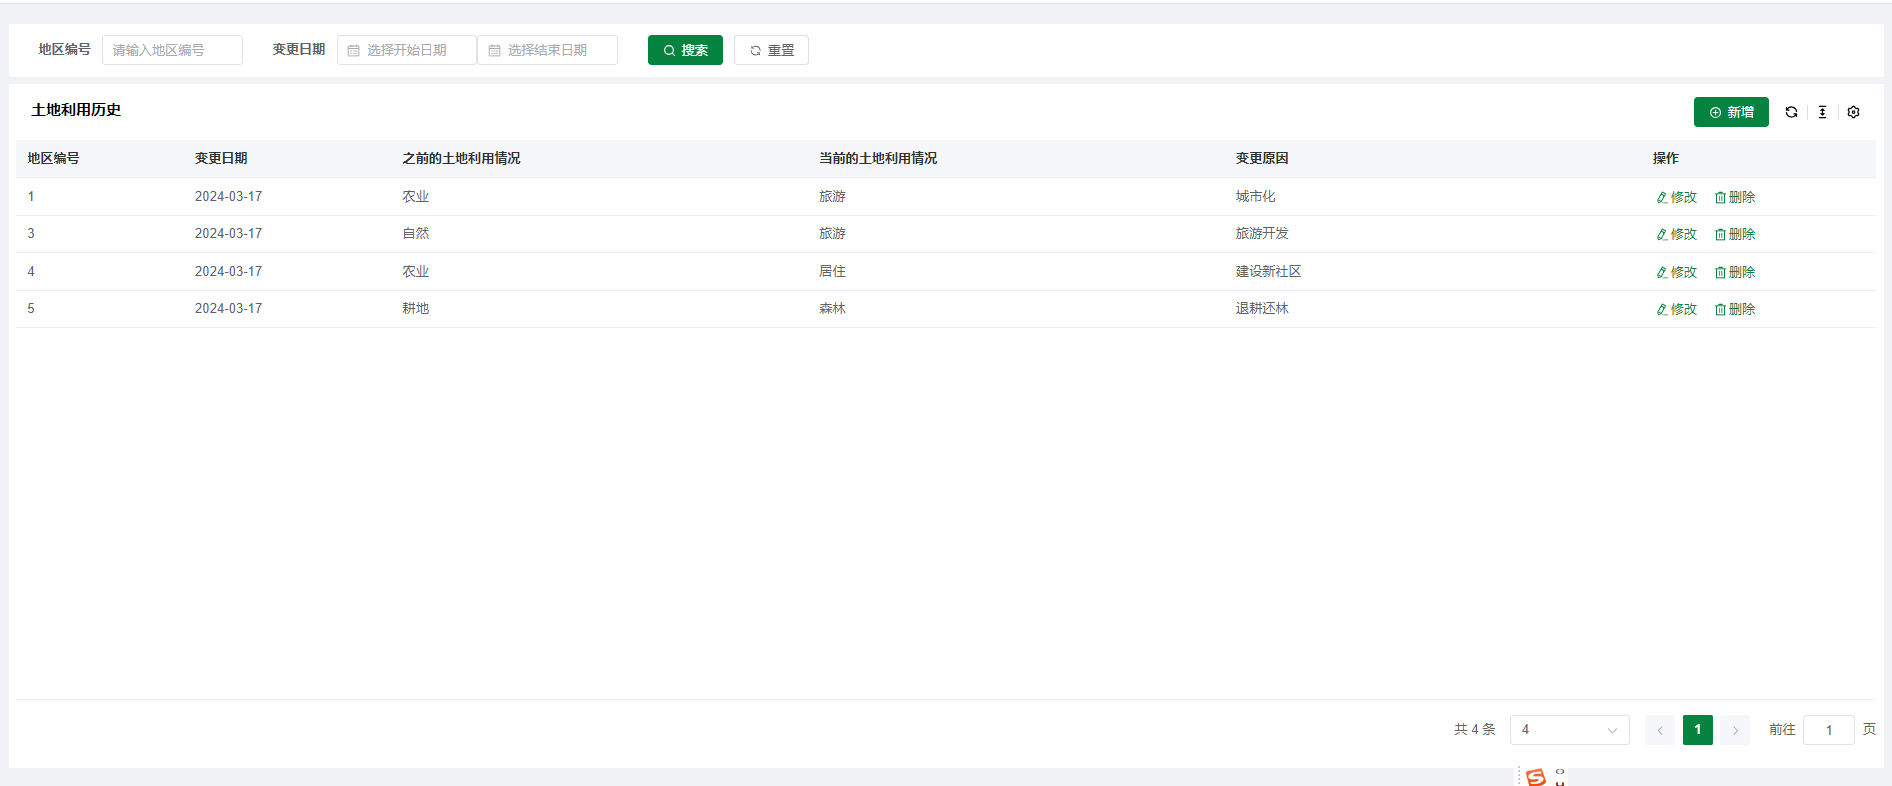 地区编号 请输入地区编号 变更日期 选择开始日期 选择结束日期 搜索 重置
土地利用历史 新增
地区编号 变更日期 之前的土地利用情况 当前的土地利用情况 变更原因 操作
1 2024-03-17 农业 旅游 城市化 修改 删除
3 2024-03-17 自然 旅游 旅游开发 修改 删除
4 2024-03-17 农业 居住 建设新社区 修改 删除
5 2024-03-17 耕地 森林 退耕还林 修改 删除
共 4 条 4 1 前往 1 页